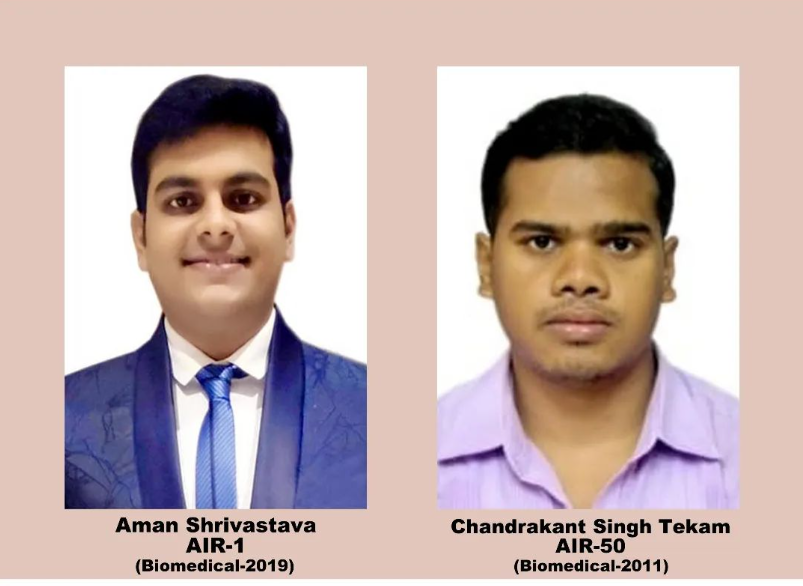 Aman Shrivastava
AIR-1
(Biomedical-2019)
Chandrakant Singh Tekam
AIR-50
(Biomedical-2011)